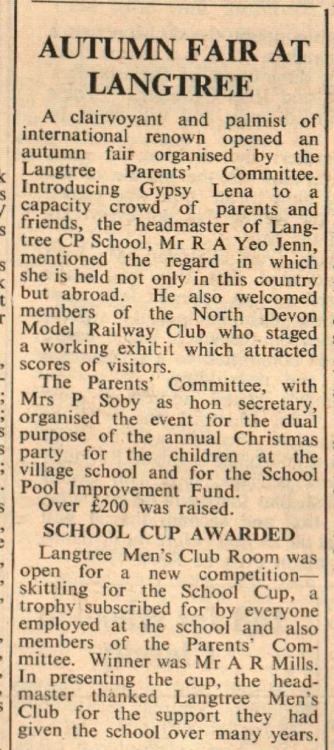 AUTUMN FAIR AT
LANGTREE
A clairvoyant and palmist of
international renown opened an
autumn fair organised by the
Langtree Parents' Committee.
Introducing Gypsy Lena to a
capacity crowd of parents and
friends, the headmaster of Lang-
tree CP School, Mr R A Yeo Jenn,
mentioned the regard in which
she is held not only in this country
but abroad. He also welcomed
members of the North Devon
Model Railway Club who staged
a working exhibit which attracted
scores of visitors.
The Parents' Committee, with
Mrs P Soby as hon secretary,
organised the event for the dual
purpose of the annual Christmas
party for the children at the
village school and for the School
Pool Improvement Fund.
Over £200 was raised.
SCHOOL CUP AWARDED
Langtree Men's Club Room was
open for a new competition—
skittling for the School Cup, a
trophy subscribed for by everyone
employed at the school and also
members of the Parents' Com-
mittee. Winner was Mr A R Mills.
In presenting the cup, the head-
master thanked Langtree Men's
Club for the support they had
given the school over many years.